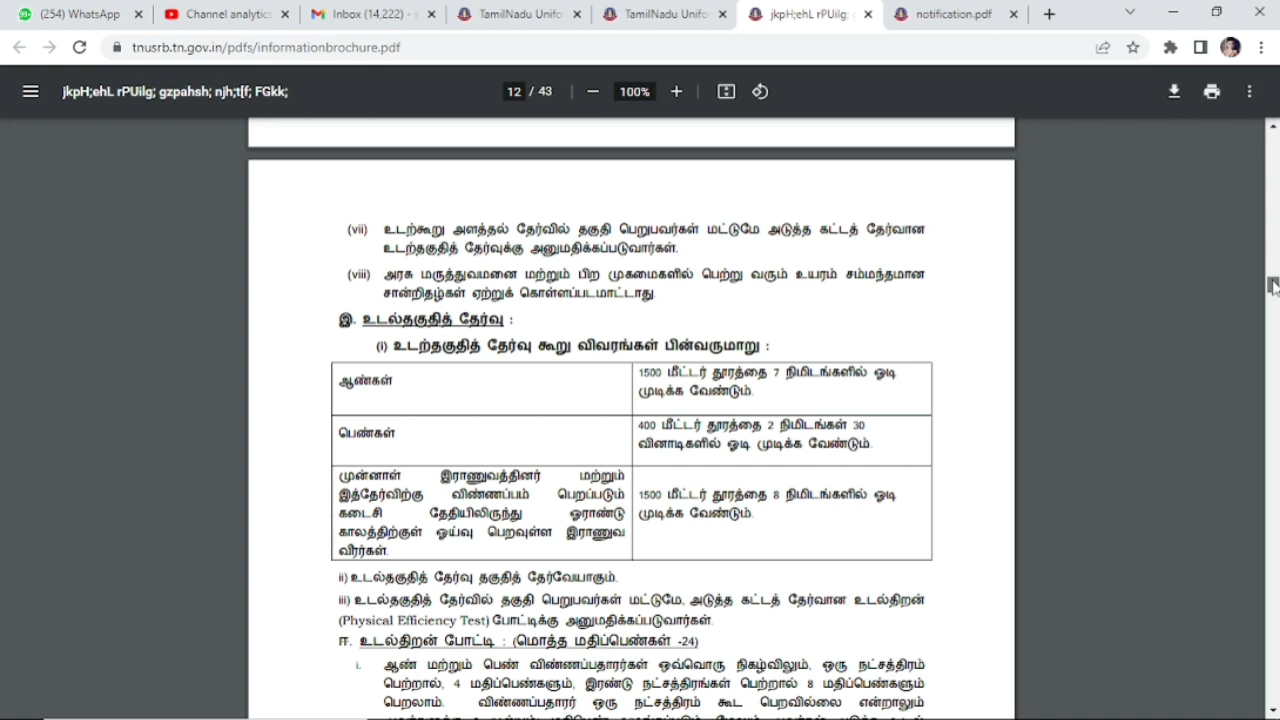 (254) WhatsApp
Channel analytics
Inbox (14,222) - s
TamilNadu Unifo
TamilNadu Unifo
jkpH;ehL rPUilg; g
notification.pdf
tnusrb.tn.gov.in/pdfs/informationbrochure.pdf
jkpH;ehL rPUilg; gzpahsh; njh;t[f; FGkk;
12 / 43
100%
(vii) உடற்கூறு அளத்தல் தேர்வில் தகுதி பெறுபவர்கள் மட்டுமே அடுத்த கட்டத் தேர்வான
உடற்தகுதித் தேர்வுக்கு அனுமதிக்கப்படுவார்கள்.
(viii) அரசு மருத்துவமனை மற்றும் பிற முகமைகளில் பெற்று வரும் உயரம் சம்மந்தமான
சான்றிதழ்கள் ஏற்றுக் கொள்ளப்படமாட்டாது.
இ. உடல்தகுதித் தேர்வு :
(i) உடற்தகுதித் தேர்வு கூறு விவரங்கள் பின்வருமாறு :
ஆண்கள்
1500 மீட்டர் தூரத்தை 7 நிமிடங்களில் ஓடி
முடிக்க வேண்டும்.
பெண்கள்
400 மீட்டர் தூரத்தை 2 நிமிடங்கள் 30
வினாடிகளில் ஓடி முடிக்க வேண்டும்.
முன்னாள் இராணுவத்தினர் மற்றும்
இத்தேர்விற்கு விண்ணப்பம் பெறப்படும்
கடைசி தேதியிலிருந்து ஓராண்டு
காலத்திற்குள் ஓய்வு பெறவுள்ள இராணுவ
வீரர்கள்.
1500 மீட்டர் தூரத்தை 8 நிமிடங்களில் ஓடி
முடிக்க வேண்டும்.
ii) உடல்தகுதித் தேர்வு தகுதித் தேர்வேயாகும்.
iii) உடல்தகுதித் தேர்வில் தகுதி பெறுபவர்கள் மட்டுமே, அடுத்த கட்டத் தேர்வான உடல்திறன்
(Physical Efficiency Test) போட்டிக்கு அனுமதிக்கப்படுவார்கள்.
ஈ. உடல்திறன் போட்டி : (மொத்த மதிப்பெண்கள் -24)
i. ஆண் மற்றும் பெண் விண்ணப்பதாரர்கள் ஒவ்வொரு நிகழ்விலும், ஒரு நட்சத்திரம்
பெற்றால், 4 மதிப்பெண்களும், இரண்டு நட்சத்திரங்கள் பெற்றால் 8 மதிப்பெண்களும்
பெறலாம். விண்ணப்பதாரர் ஒரு நட்சத்திரம் கூட பெறவில்லை என்றாலும்